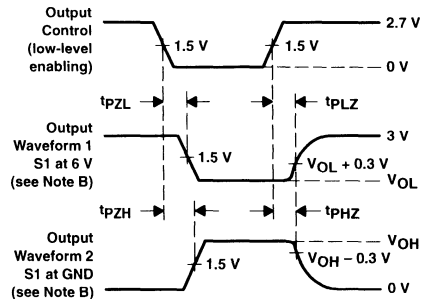 Output
Control
(low-level
enabling)
1.5 V
1.5 V
2.7 V
0 V
tPZL
tPLZ
Output
Waveform 1
S1 at 6 V
(see Note B)
1.5 V
3 V
VOL + 0.3 V
VOL
tPZH
tPHZ
Output
Waveform 2
S1 at GND
(see Note B)
1.5 V
VOH
VOH − 0.3 V
0 V